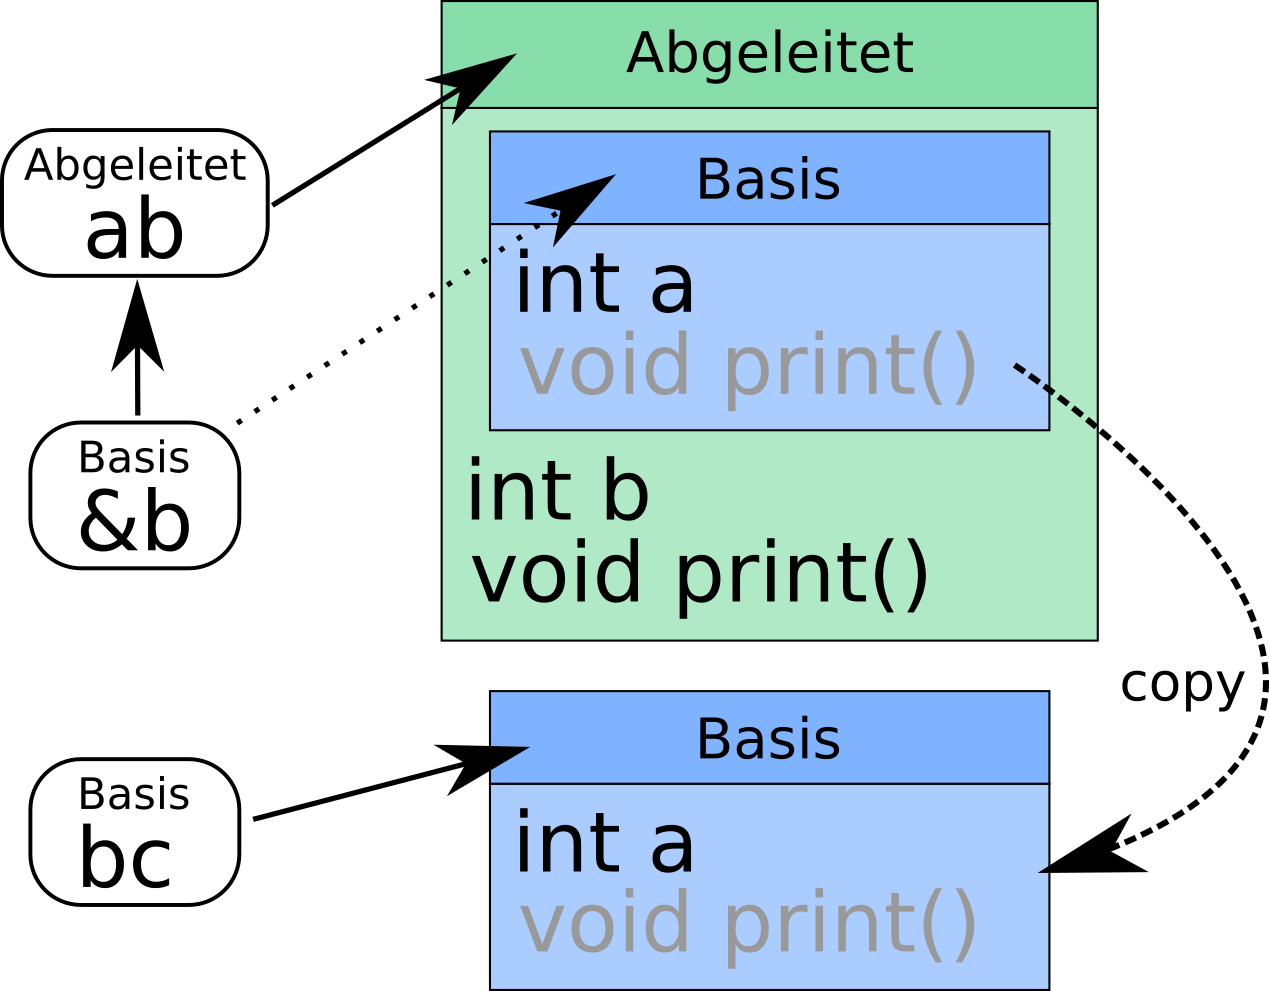 Abgeleitet
Abgeleitet
ab
Basis
int a
void print()
Basis
&b
int b
void print()
copy
Basis
bc
Basis
int a
void print()